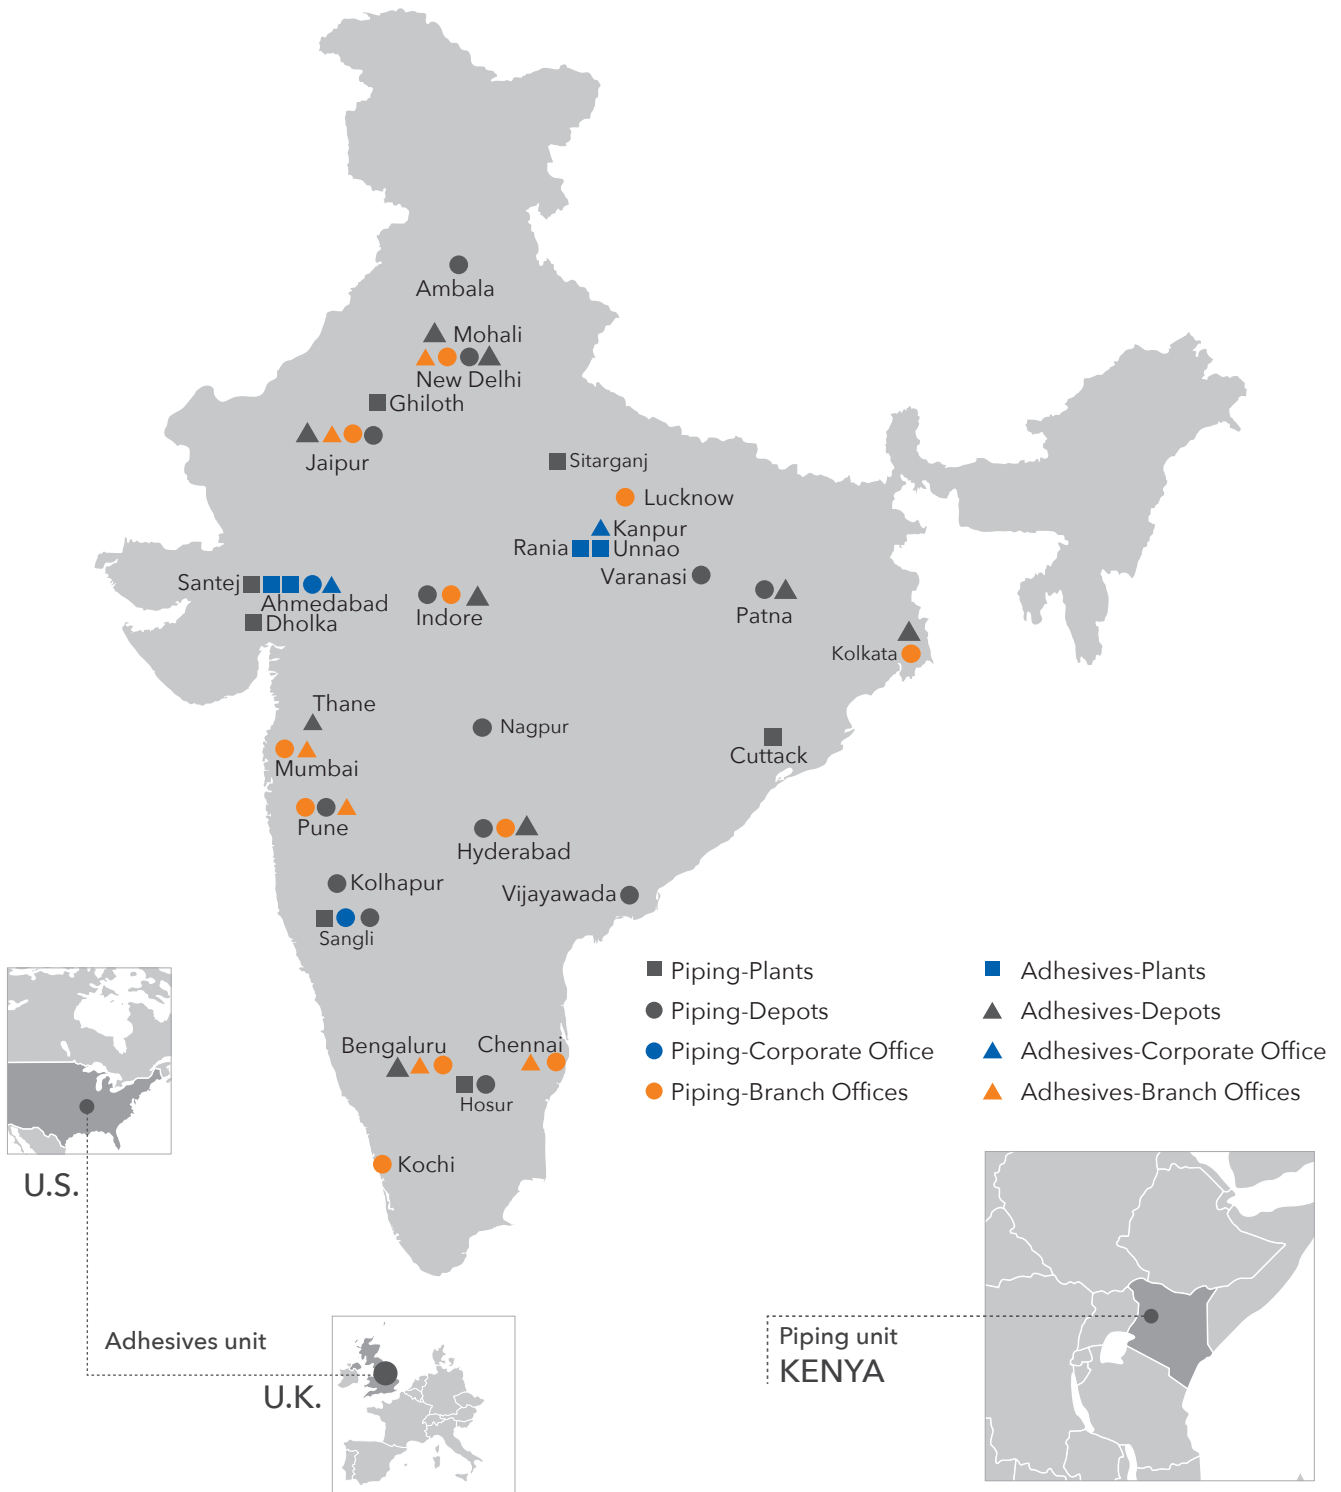 Ambala
Mohali
New Delhi
Ghiloth
Jaipur
Sitarganj
Lucknow
Kanpur
Rania
Unnao
Varanasi
Santej
Ahmedabad
Dholka
Indore
Patna
Kolkata
Thane
Nagpur
Mumbai
Cuttack
Pune
Hyderabad
Kolhapur
Vijayawada
Sangli
Piping-Plants
Piping-Depots
Piping-Corporate Office
Piping-Branch Offices
Adhesives-Plants
Adhesives-Depots
Adhesives-Corporate Office
Adhesives-Branch Offices
Bengaluru
Chennai
Hosur
Kochi
U.S.
Adhesives unit
U.K.
Piping unit
KENYA